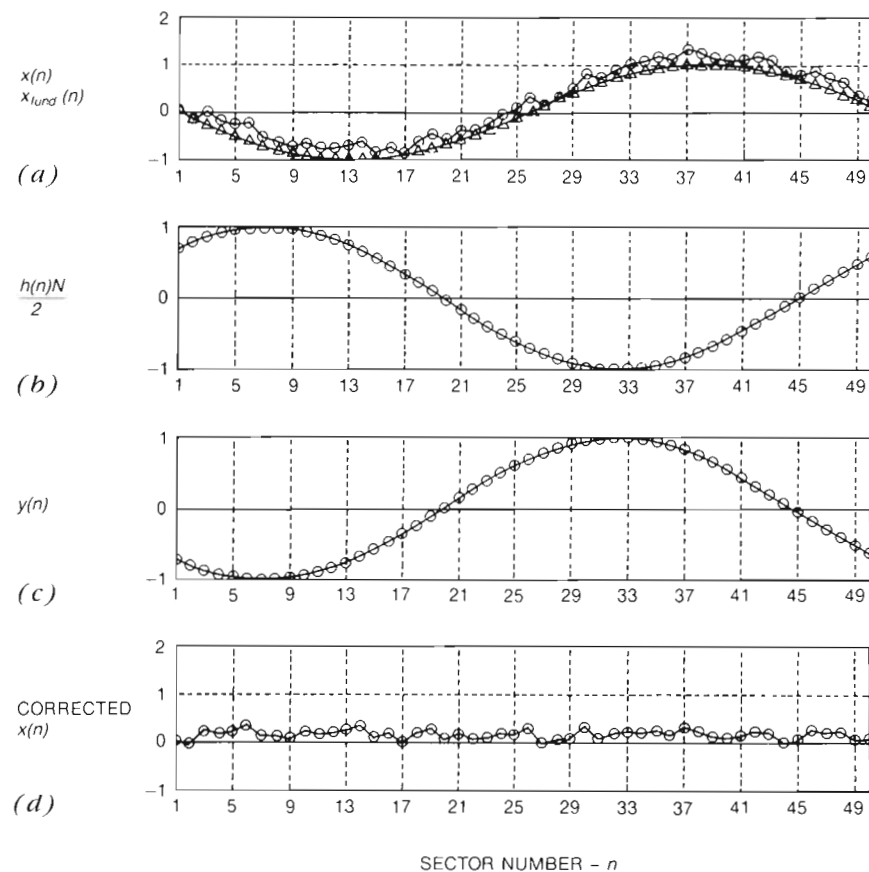 2
x(n)
1
x_fund (n)
0
-1
(a)
1 5 9 13 17 21 25 29 33 37 41 45 49
1
h(n)N
0
2
-1
(b)
1 5 9 13 17 21 25 29 33 37 41 45 49
1
y(n)
0
-1
(c)
1 5 9 13 17 21 25 29 33 37 41 45 49
2
1
CORRECTED
x(n)
0
-1
(d)
1 5 9 13 17 21 25 29 33 37 41 45 49
SECTOR NUMBER – n